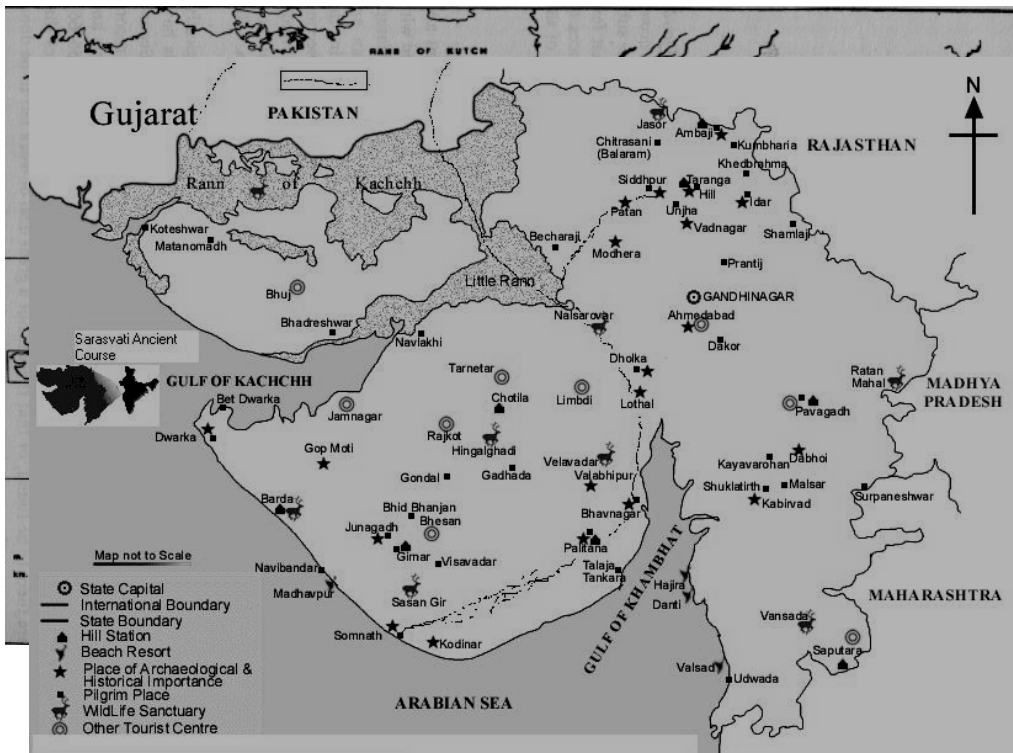 RANN OF KUTCH
Gujarat
PAKISTAN
N
RAJASTHAN
Jasor
Ambaji
Chitrasani
(Balaram)
Kumbharia
Khedbrahma
Rann of Kachchh
Siddhpur
Taranga
Hill
Idar
Patan
Unjha
Vadnagar
Shamlaji
Koteshwar
Matanomadh
Becharaji
Modhera
Prantij
Little Rann
Bhuj
GANDHINAGAR
Nalsarovar
Ahmedabad
Bhadreshwar
Navlakhi
Dakor
Sarasvati Ancient
Course
Dholka
Ratan
Mahal
MADHYA
PRADESH
GULF OF KACHCHH
Tarnetar
Chotila
Limbdi
Lothal
Bet Dwarka
Jamnagar
Pavagadh
Dwarka
Rajkot
Hingalghadi
Gop Moti
Velavadar
Dabhoi
Kayavarohan
Gondal
Gadhada
Valabhipur
Shuklatirth
Malsar
Surpaneshwar
Kabirvad
Barda
Bhid Bhanjan
Bhesan
Bhavnagar
Junagadh
Girnar
Palitana
Visavadar
Talaja
Tankara
Map not to Scale
Navibandar
Madhavpur
Sasan Gir
Hajira
Danti
GULF OF KHAMBHAT
MAHARASHTRA
Vansada
Somnath
Kodinar
Saputara
Valsad
Udwada
ARABIAN SEA
m.
km.
State Capital
International Boundary
State Boundary
Hill Station
Beach Resort
Place of Archaeological &
Historical Importance
Pilgrim Place
WildLife Sanctuary
Other Tourist Centre